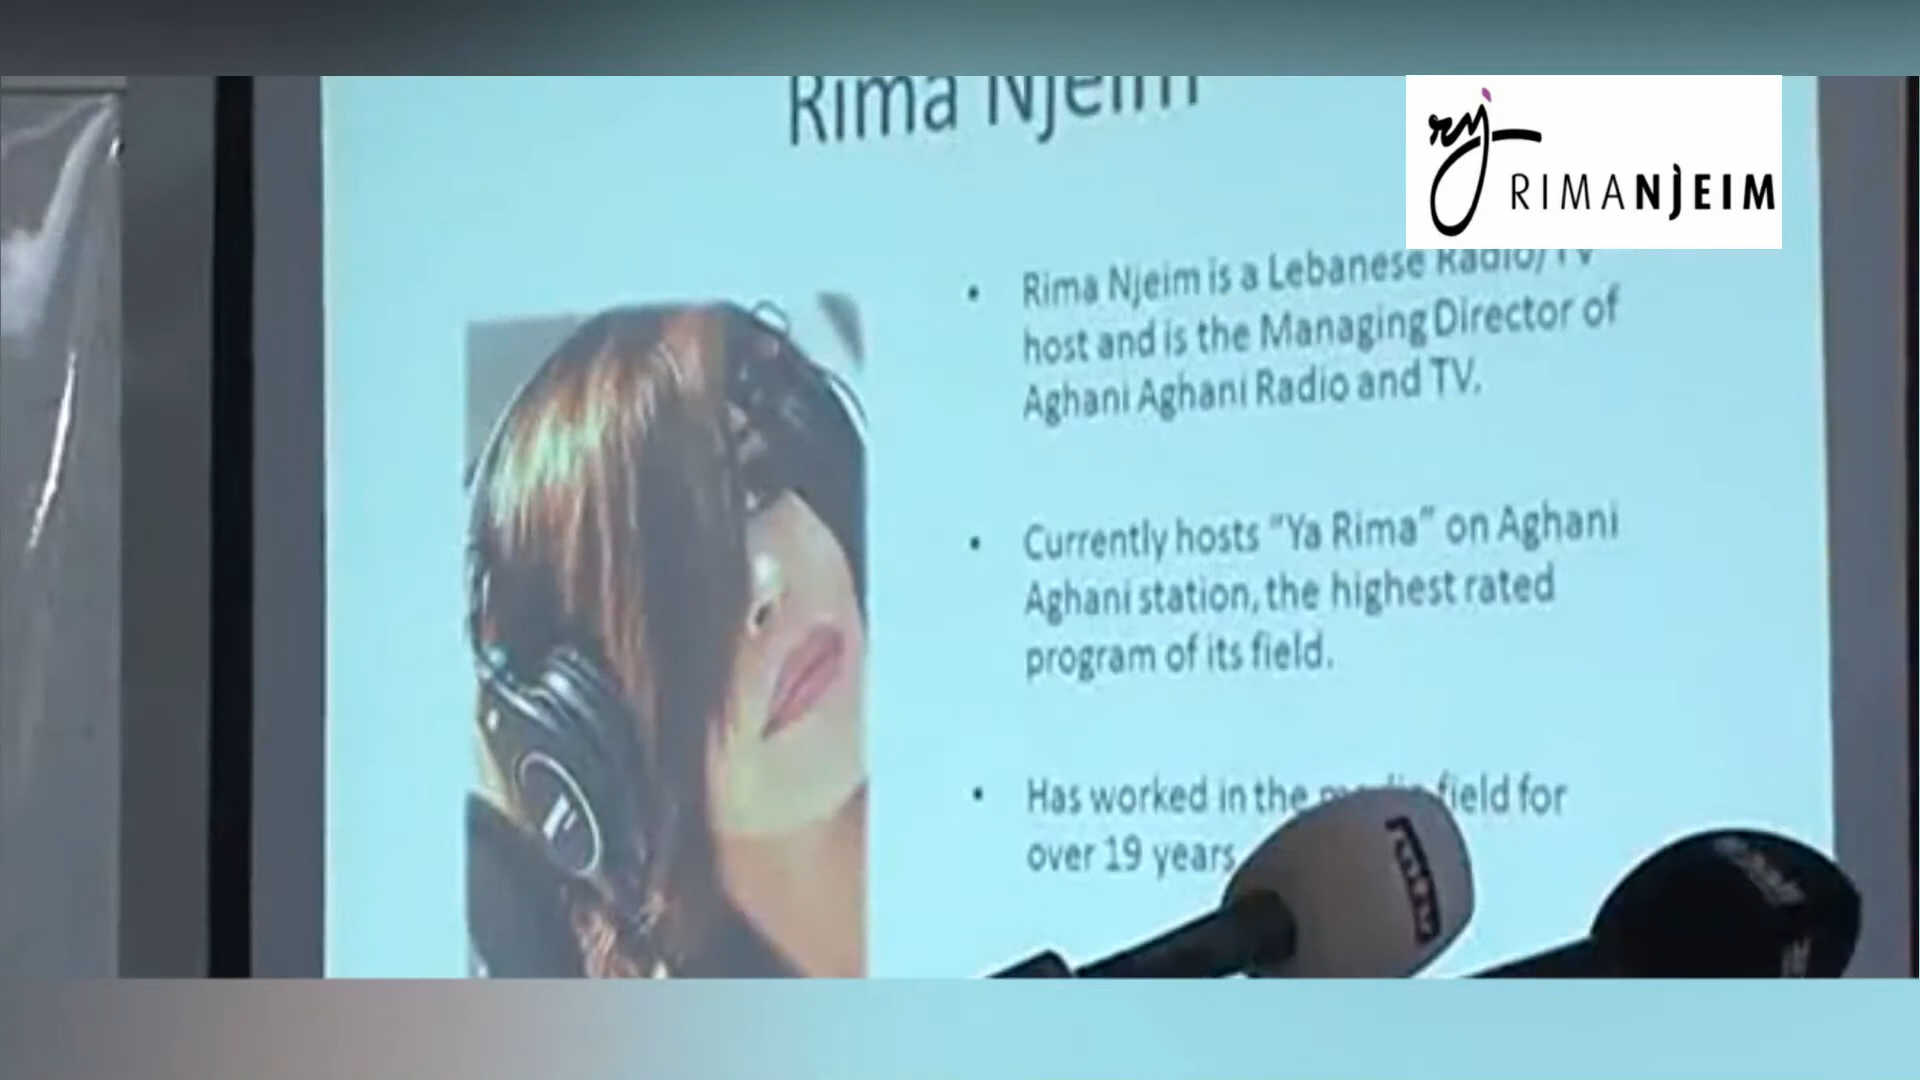 Rima Njeim
rj
RIMANJEIM
Rima Njeim is a Lebanese Radio/TV
host and is the Managing Director of
Aghani Aghani Radio and TV.
Currently hosts “Ya Rima” on Aghani
Aghani station, the highest rated
program of its field.
Has worked in the media field for
over 19 years